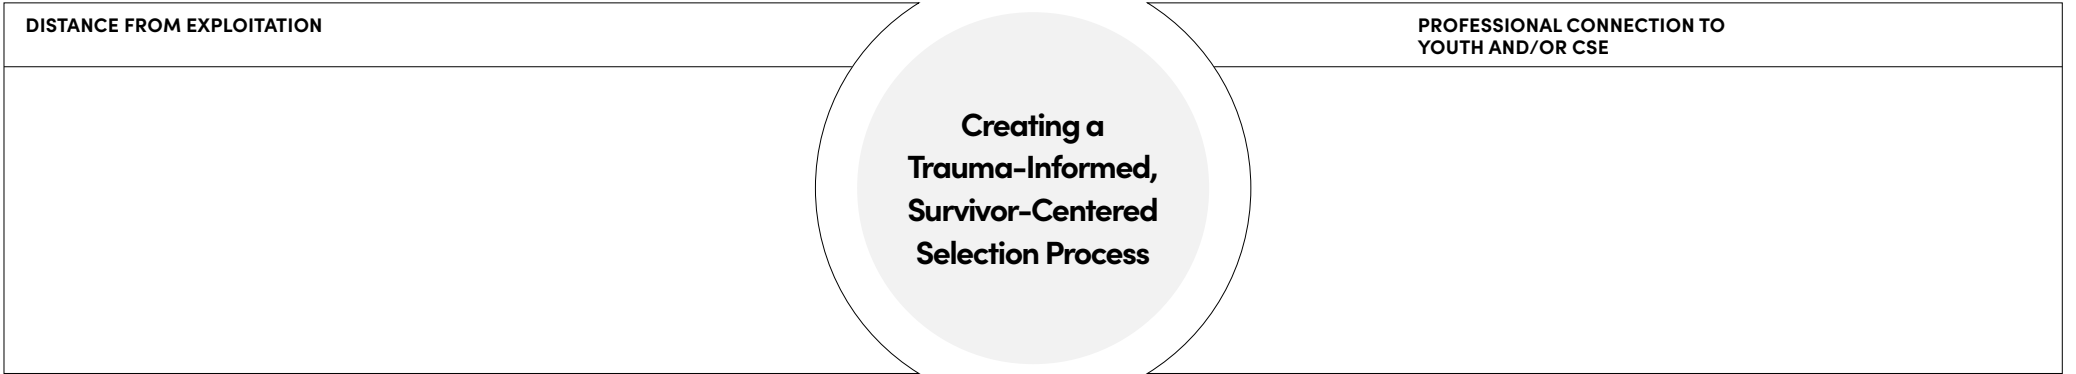 DISTANCE FROM EXPLOITATION
Creating a
Trauma-Informed,
Survivor-Centered
Selection Process
PROFESSIONAL CONNECTION TO
YOUTH AND/OR CSE